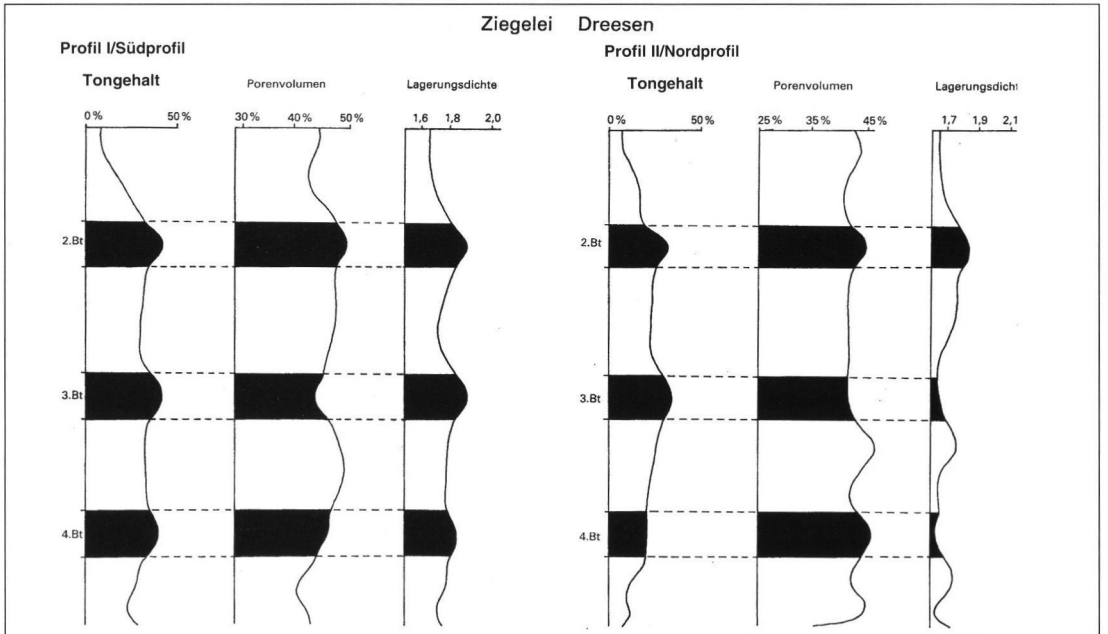 Ziegelei Dreesen
Profil I/Südprofil
Tongehalt Porenvolumen Lagerungsdichte
0 % 50 % 30 % 40 % 50 % 1,6 1,8 2,0
2.Bt
3.Bt
4.Bt
Profil II/Nordprofil
Tongehalt Porenvolumen Lagerungsdicht
0 % 50 % 25 % 35 % 45 % 1,7 1,9 2,1
2.Bt
3.Bt
4.Bt